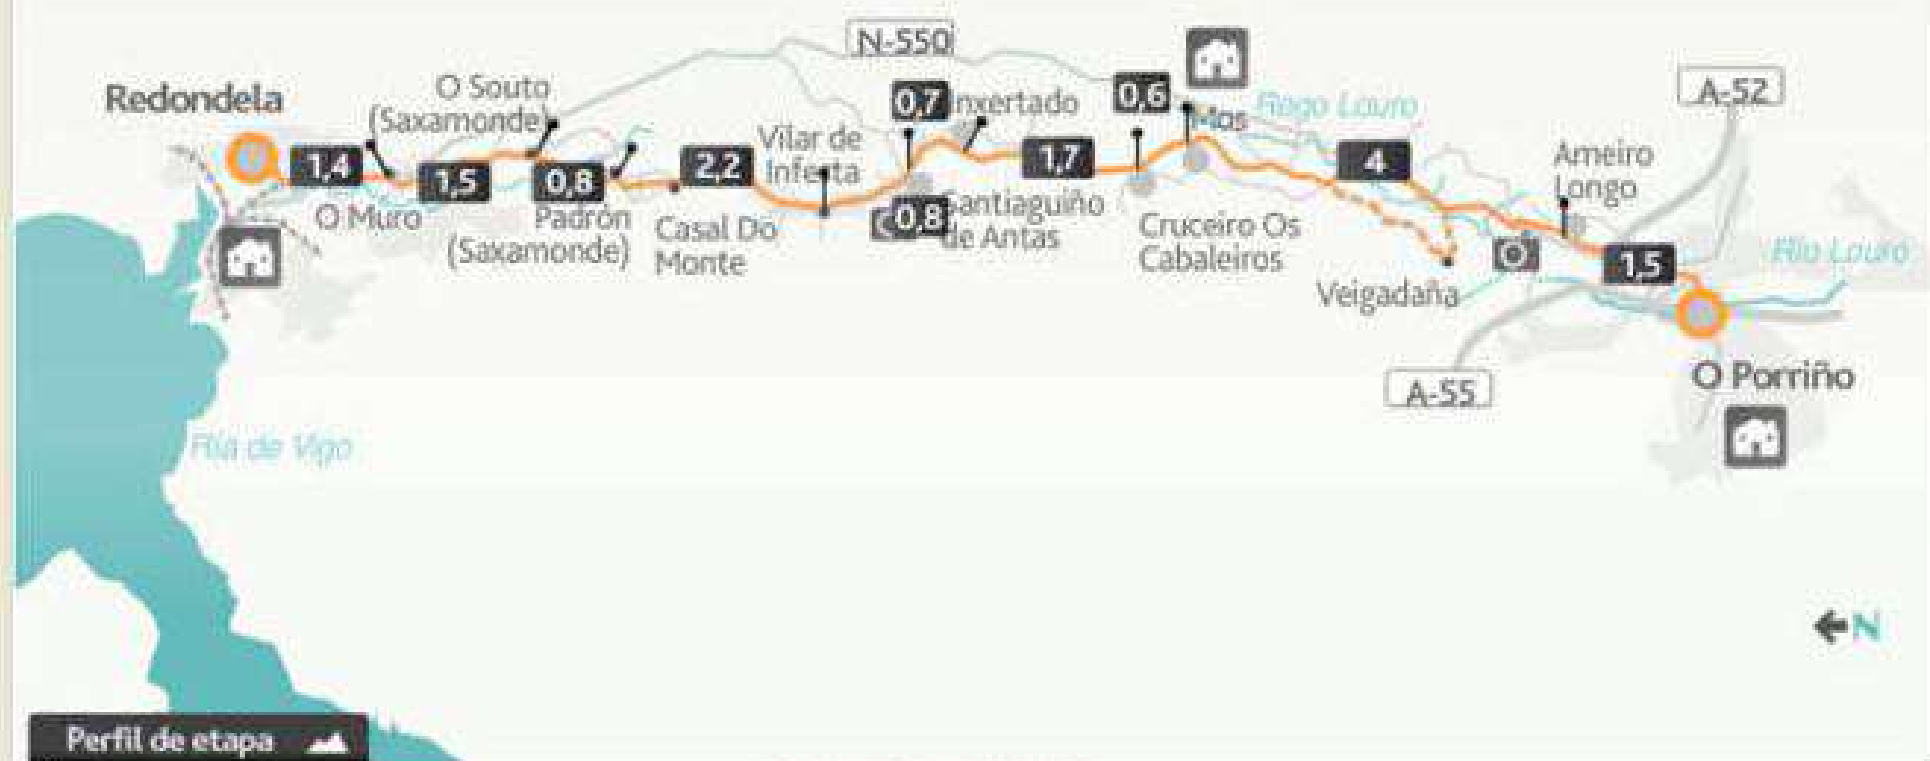 N-550
A-52
Redondela
O Souto
(Saxamonde)
0,7
nxertado
0,6
Mos
Rego Louro
1,4
1,5
0,8
2,2
Vilar de
Infesta
1,7
4
Ameiro
Longo
O Muro
Padrón
(Saxamonde)
Casal Do
Monte
0,8
Santiaguiño
de Antas
Cruceiro Os
Cabaleiros
Veigadaña
1,5
Río Louro
A-55
O Porriño
Ría de Vigo
N
Perfil de etapa